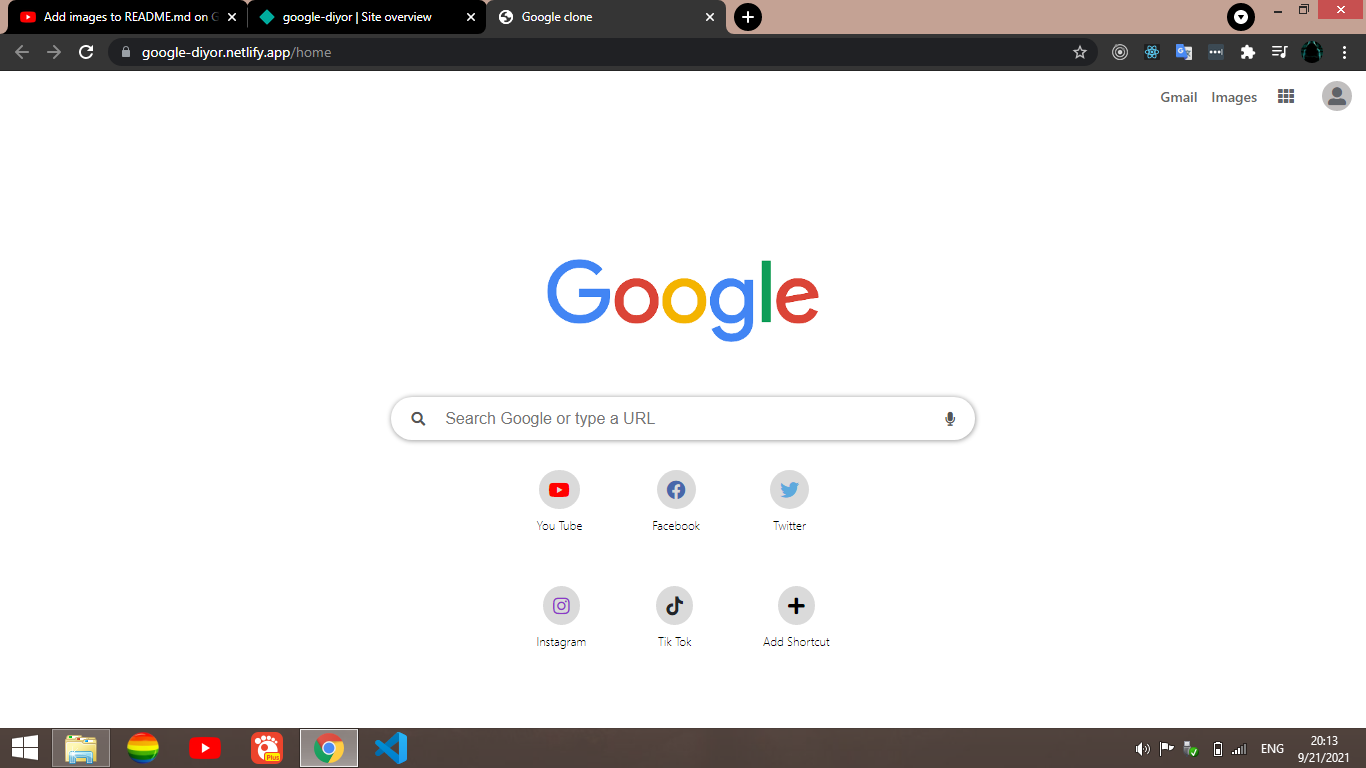 Add images to README.md on G
google-diyor | Site overview
Google clone
google-diyor.netlify.app/home
Gmail
Images
Google
Search Google or type a URL
You Tube
Facebook
Twitter
Instagram
Tik Tok
Add Shortcut
Plus
ENG
20:13
9/21/2021